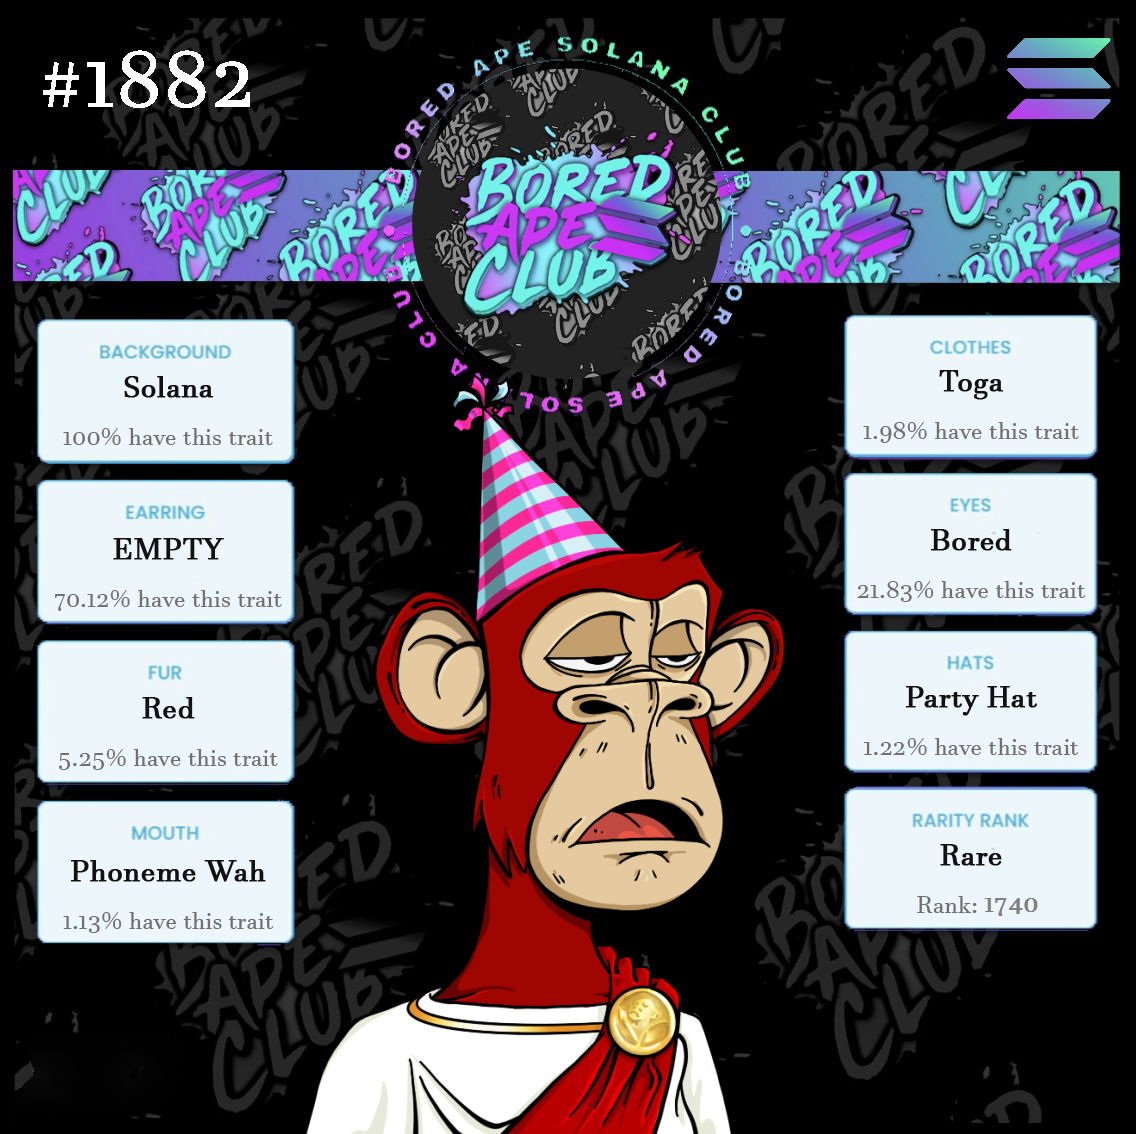 #1882
BORED APE SOLANA CLUB
BORED APE SOLANA CLUB
BORED
APE
CLUB
BACKGROUND
Solana
100% have this trait
EARRING
EMPTY
70.12% have this trait
FUR
Red
5.25% have this trait
MOUTH
Phoneme Wah
1.13% have this trait
CLOTHES
Toga
1.98% have this trait
EYES
Bored
21.83% have this trait
HATS
Party Hat
1.22% have this trait
RARITY RANK
Rare
Rank: 1740